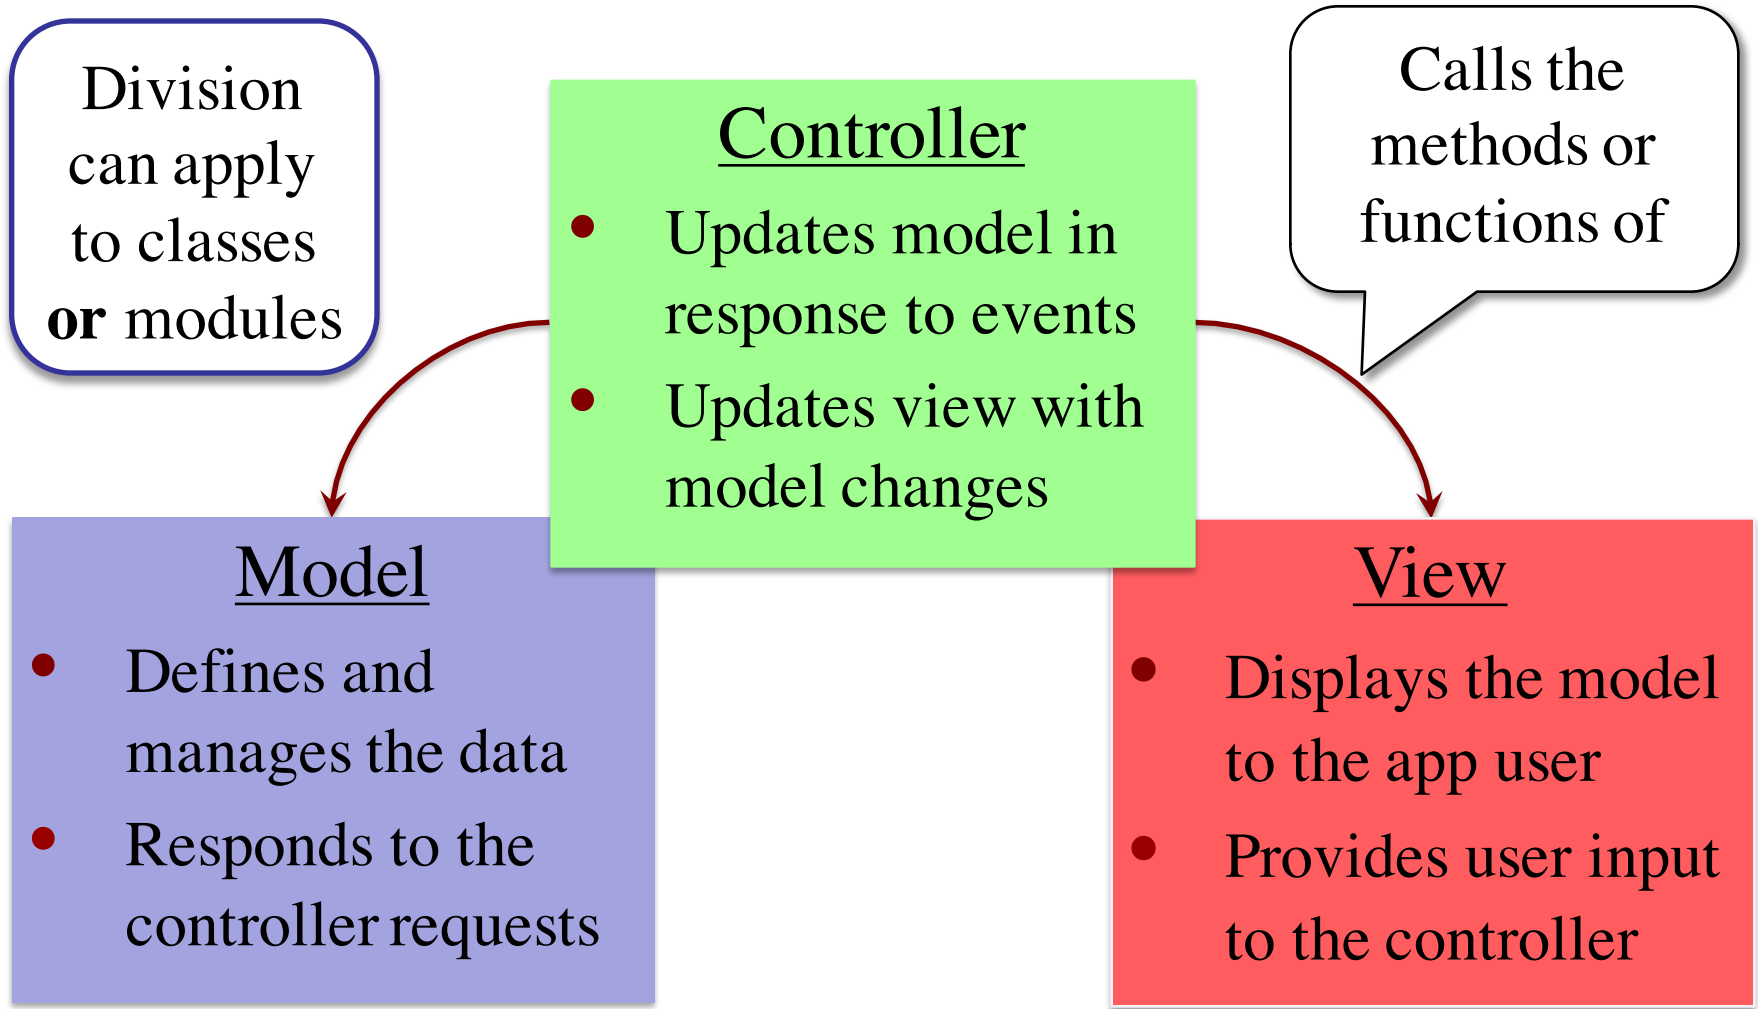 Division
can apply
to classes
or modules
Controller
• Updates model in
response to events
• Updates view with
model changes
Calls the
methods or
functions of
Model
• Defines and
manages the data
• Responds to the
controller requests
View
• Displays the model
to the app user
• Provides user input
to the controller